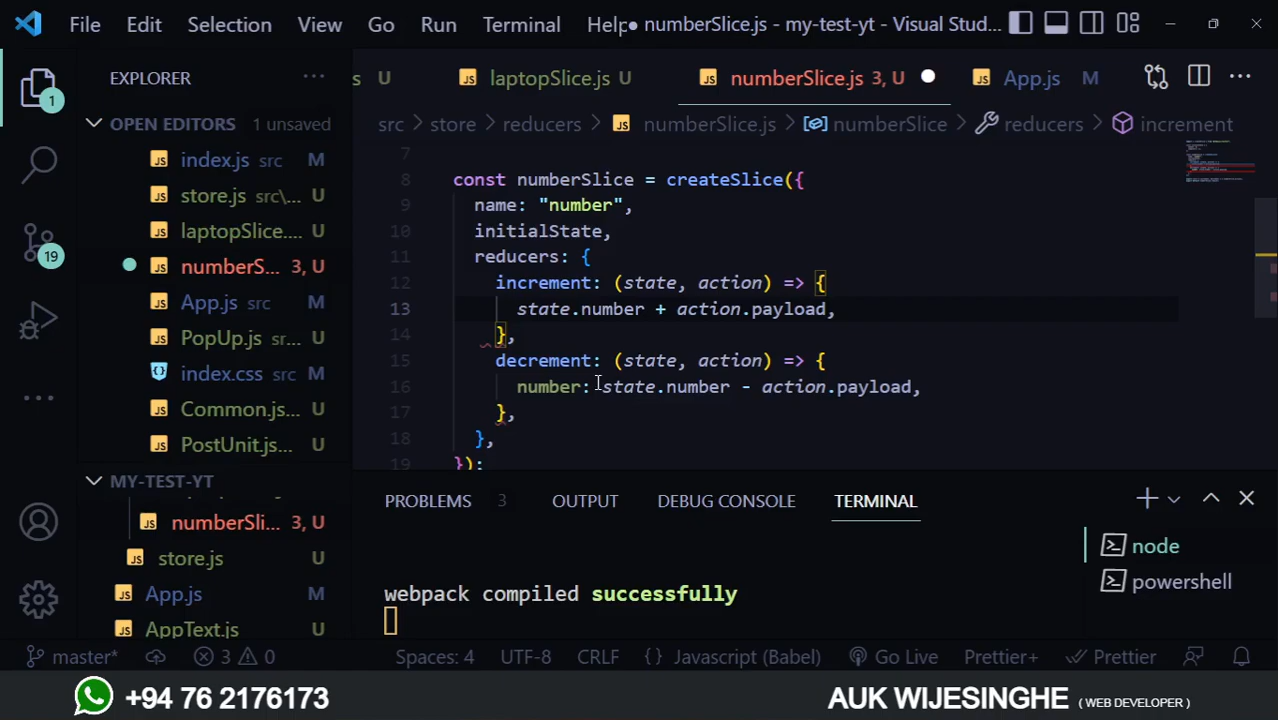 File Edit Selection View Go Run Terminal Help
numberSlice.js - my-test-yt - Visual Stud...
EXPLORER ...
OPEN EDITORS 1 unsaved
index.js src M
store.js src\... U
laptopSlice.... U
numberS... 3, U
App.js src M
PopUp.js src U
index.css src M
Common.js... U
PostUnit.js... U
MY-TEST-YT
numberSli... 3, U
store.js U
App.js M
AppText.js U
1
19
s U laptopSlice.js U numberSlice.js 3, U App.js M
src > store > reducers > numberSlice.js > numberSlice > reducers > increment
7
8 const numberSlice = createSlice({
9 name: "number",
10 initialState,
11 reducers: {
12 increment: (state, action) => {
13 state.number + action.payload,
14 },
15 decrement: (state, action) => {
16 number: state.number - action.payload,
17 },
18 },
19 });
PROBLEMS 3 OUTPUT DEBUG CONSOLE TERMINAL
webpack compiled successfully
node
powershell
master* 3 0 Spaces: 4 UTF-8 CRLF {} JavaScript (Babel) Go Live Prettier+ Prettier
+94 76 2176173 AUK WIJESINGHE ( WEB DEVELOPER )